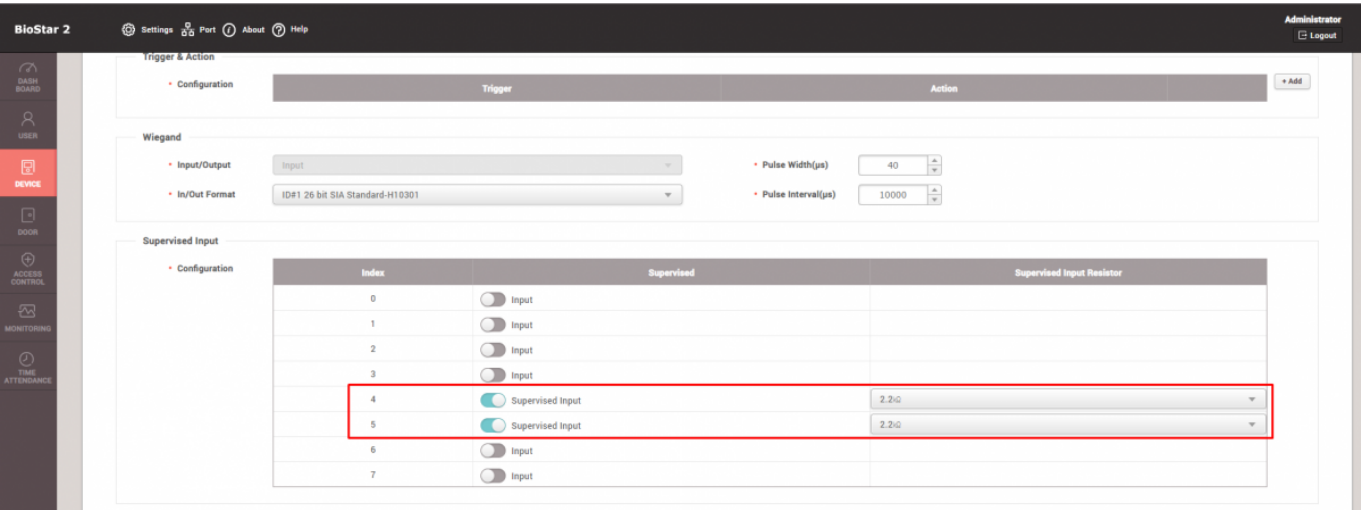 BioStar 2
Settings Port About Help
Administrator
Logout
DASH
BOARD
USER
DEVICE
DOOR
ACCESS
CONTROL
MONITORING
TIME
ATTENDANCE
Trigger & Action
• Configuration
Trigger Action
+ Add
Wiegand
• Input/Output Input • Pulse Width(µs) 40
• In/Out Format ID#1 26 bit SIA Standard-H10301 • Pulse Interval(µs) 10000
Supervised Input
• Configuration
Index Supervised Supervised Input Resistor
0 Input
1 Input
2 Input
3 Input
4 Supervised Input 2.2kΩ
5 Supervised Input 2.2kΩ
6 Input
7 Input